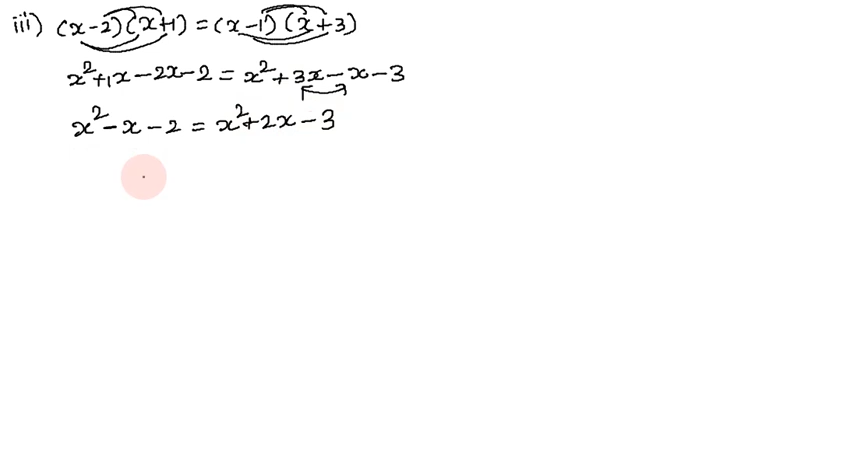 iii) (x-2)(x+1) = (x-1)(x+3)
x²+1x-2x-2 = x²+3x-x-3
x²-x-2 = x²+2x-3